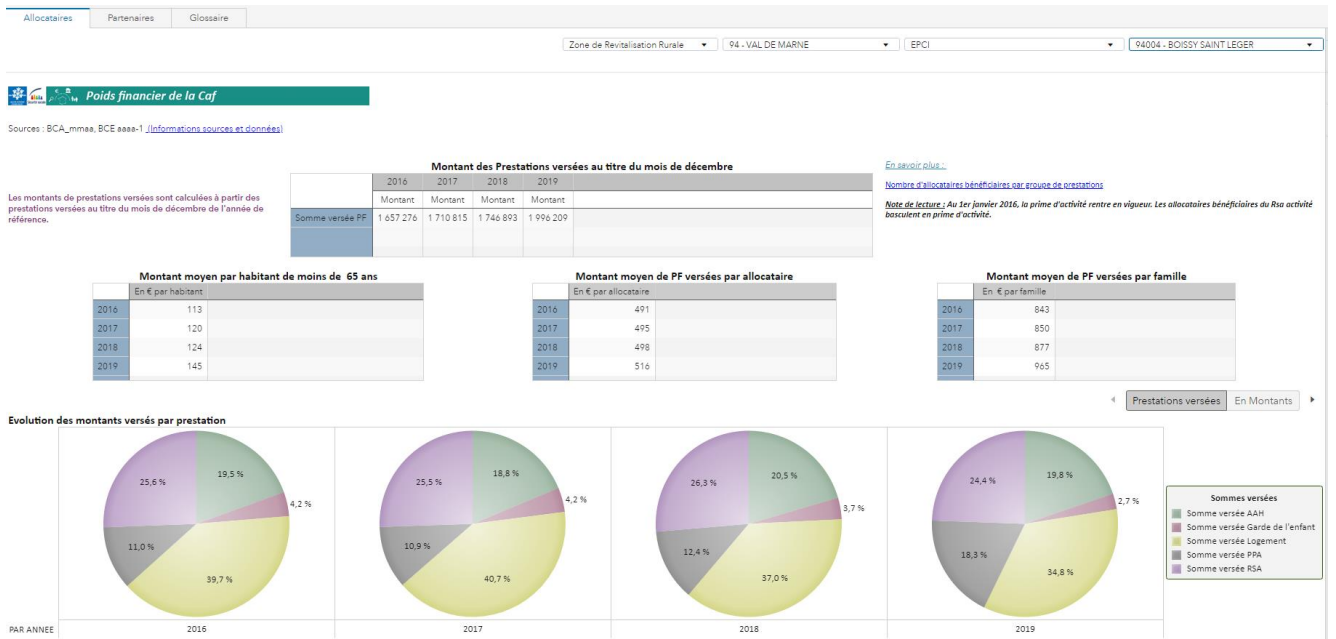 Allocataires Partenaires Glossaire
Zone de Revitalisation Rurale 94 - VAL DE MARNE EPCI 94004 - BOISSY SAINT LEGER
Poids financier de la Caf
Sources : BCA_mmaa, BCE aaaa-1 (Informations sources et données)
Les montants de prestations versées sont calculées à partir des
prestations versées au titre du mois de décembre de l'année de
référence.
Montant des Prestations versées au titre du mois de décembre
2016 2017 2018 2019
Montant Montant Montant Montant
Somme versée PF 1 657 276 1 710 815 1 746 893 1 996 209
En savoir plus :
Nombre d'allocataires bénéficiaires par groupe de prestations
Note de lecture : Au 1er janvier 2016, la prime d'activité rentre en vigueur. Les allocataires bénéficiaires du Rsa activité
basculent en prime d'activité.
Montant moyen par habitant de moins de 65 ans
En € par habitant
2016 113
2017 120
2018 124
2019 145
Montant moyen de PF versées par allocataire
En € par allocataire
2016 491
2017 495
2018 498
2019 516
Montant moyen de PF versées par famille
En € par famille
2016 843
2017 850
2018 877
2019 965
Prestations versées En Montants
Evolution des montants versés par prestation
25,6 % 19,5 % 4,2 % 11,0 % 39,7 %
25,5 % 18,8 % 4,2 % 10,9 % 40,7 %
26,3 % 20,5 % 3,7 % 12,4 % 37,0 %
24,4 % 19,8 % 2,7 % 18,3 % 34,8 %
Sommes versées
Somme versée AAH
Somme versée Garde de l'enfant
Somme versée Logement
Somme versée PPA
Somme versée RSA
PAR ANNEE 2016 2017 2018 2019